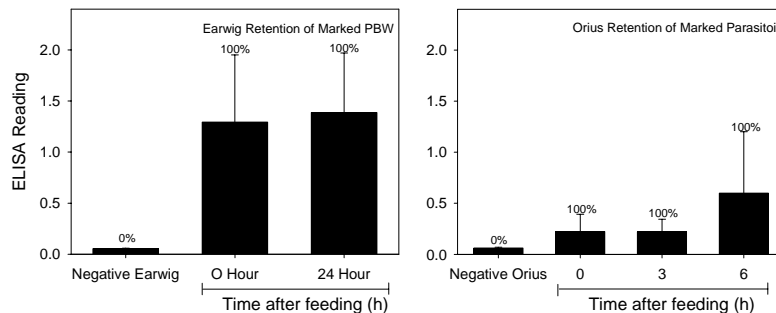 Earwig Retention of Marked PBW
ELISA Reading
2.0
1.5
1.0
0.5
0.0
0%
100%
100%
Negative Earwig
O Hour
24 Hour
Time after feeding (h)
Orius Retention of Marked Parasitoi
2.0
1.5
1.0
0.5
0.0
0%
100%
100%
100%
Negative Orius
0
3
6
Time after feeding (h)